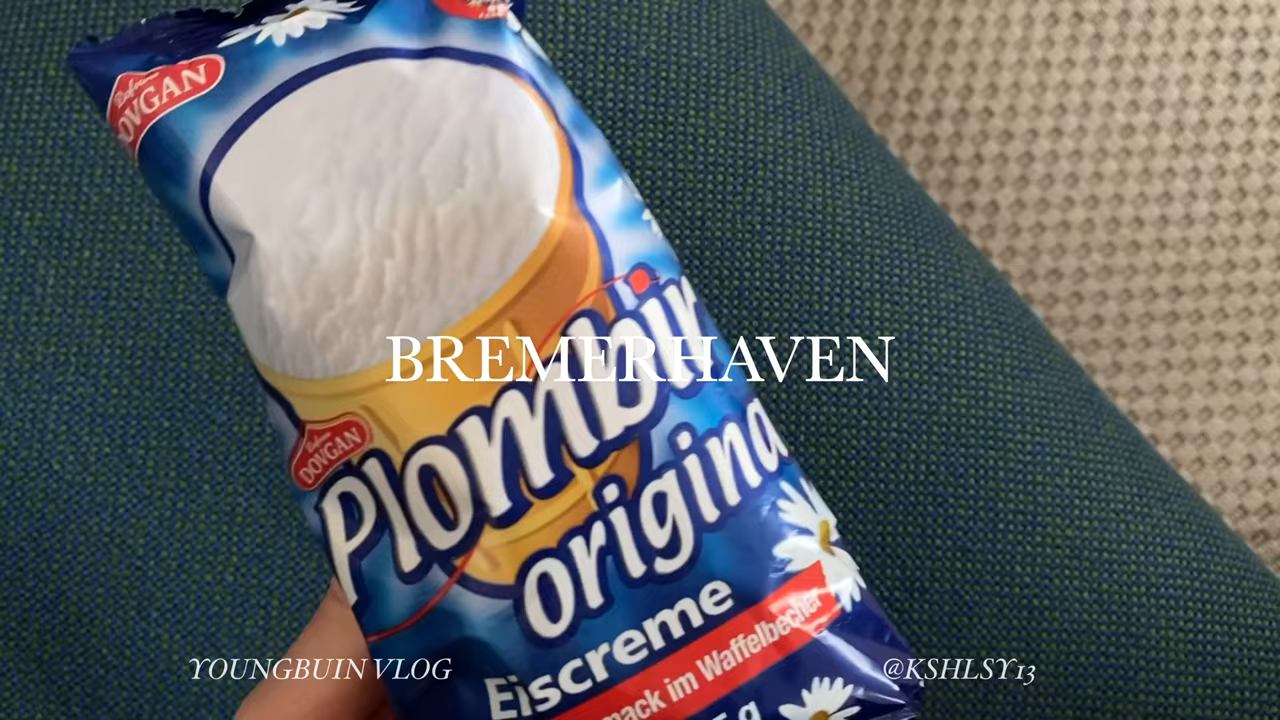 DOVGAN
BREMERHAVEN
Plombir
DOVGAN
original
Eiscreme
im Waffelbecher
g
YOUNGBUIN VLOG
@KSHLSY13